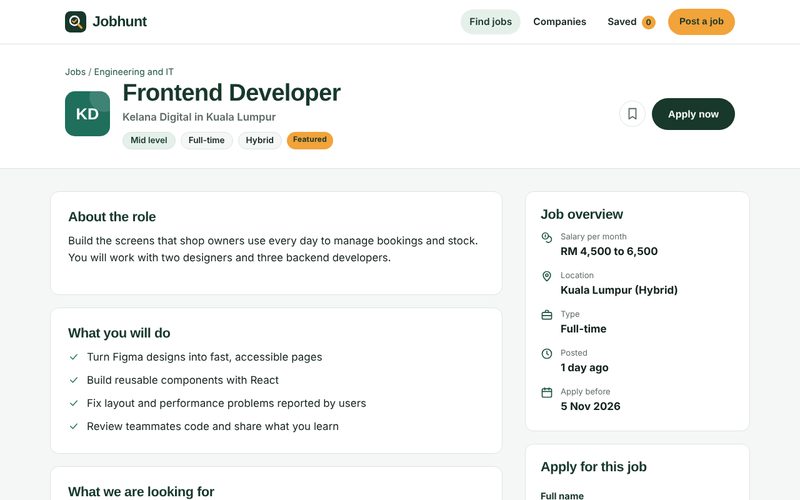 Jobhunt
Find jobs
Companies
Saved 0
Post a job
Jobs / Engineering and IT
KD
Frontend Developer
Kelana Digital in Kuala Lumpur
Mid level
Full-time
Hybrid
Featured
Apply now
About the role
Build the screens that shop owners use every day to manage bookings and stock.
You will work with two designers and three backend developers.
What you will do
Turn Figma designs into fast, accessible pages
Build reusable components with React
Fix layout and performance problems reported by users
Review teammates code and share what you learn
What we are looking for
Job overview
Salary per month
RM 4,500 to 6,500
Location
Kuala Lumpur (Hybrid)
Type
Full-time
Posted
1 day ago
Apply before
5 Nov 2026
Apply for this job
Full name